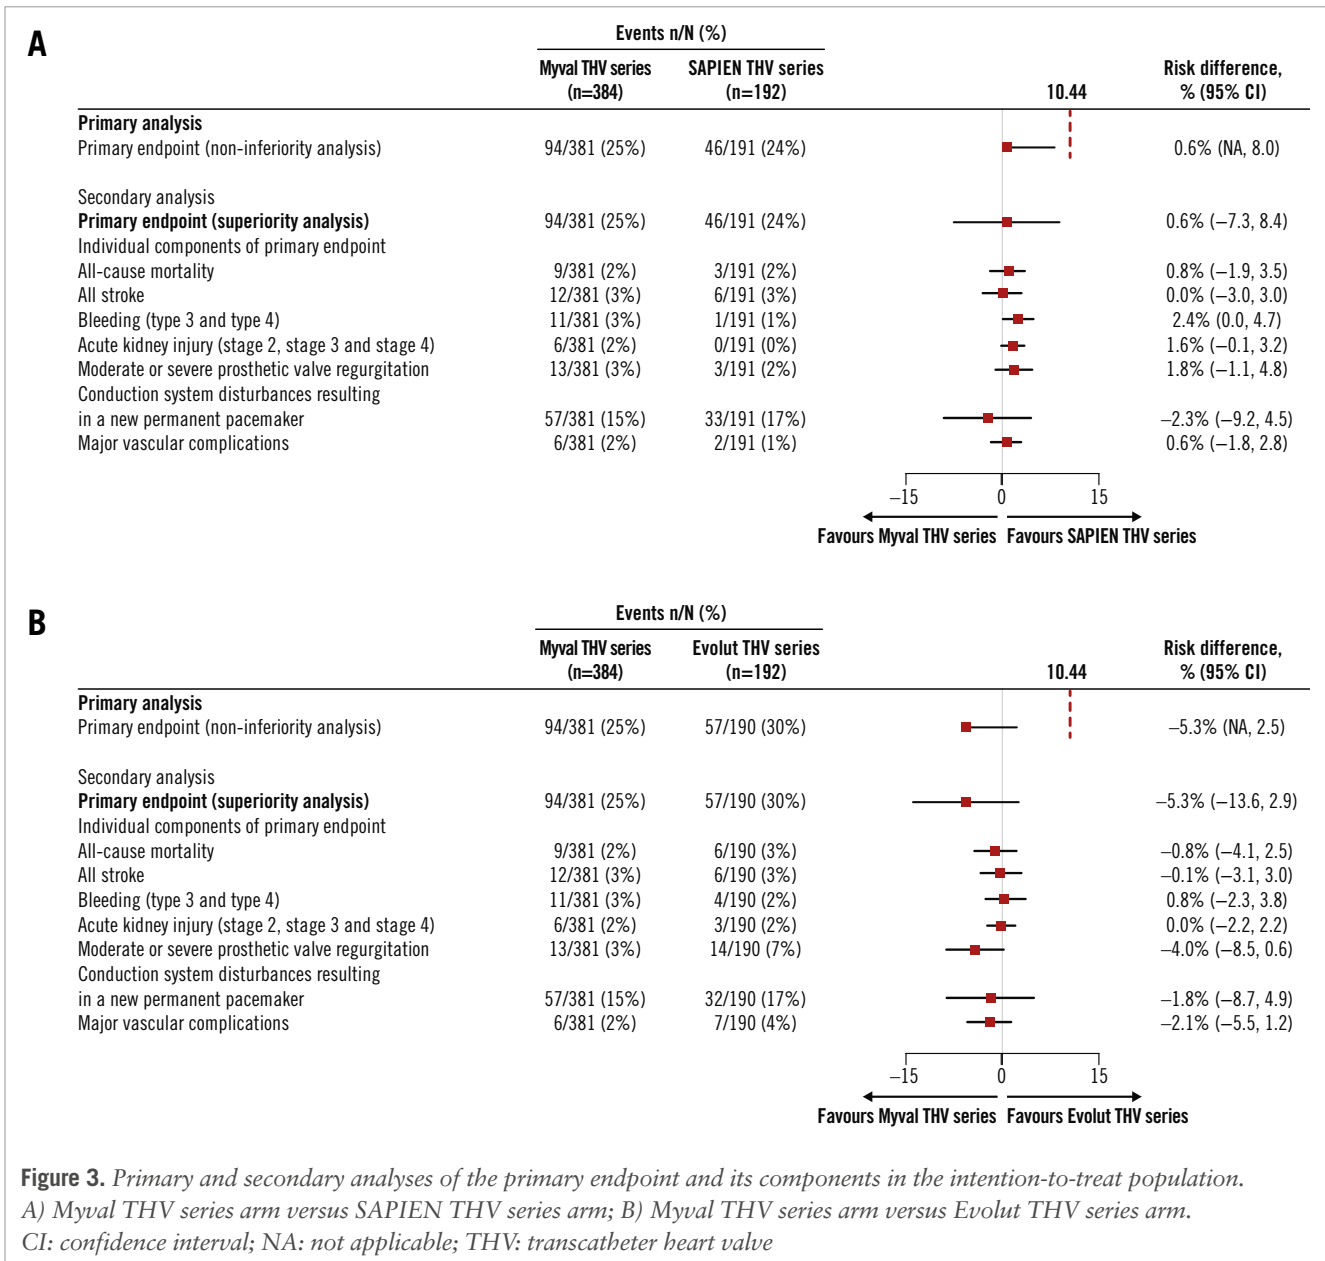 A
Events n/N (%)
Myval THV series SAPIEN THV series Risk difference,
(n=384) (n=192) 10.44 % (95% CI)
Primary analysis
Primary endpoint (non-inferiority analysis) 94/381 (25%) 46/191 (24%) 0.6% (NA, 8.0)
Secondary analysis
Primary endpoint (superiority analysis) 94/381 (25%) 46/191 (24%) 0.6% (−7.3, 8.4)
Individual components of primary endpoint
All-cause mortality 9/381 (2%) 3/191 (2%) 0.8% (−1.9, 3.5)
All stroke 12/381 (3%) 6/191 (3%) 0.0% (−3.0, 3.0)
Bleeding (type 3 and type 4) 11/381 (3%) 1/191 (1%) 2.4% (0.0, 4.7)
Acute kidney injury (stage 2, stage 3 and stage 4) 6/381 (2%) 0/191 (0%) 1.6% (−0.1, 3.2)
Moderate or severe prosthetic valve regurgitation 13/381 (3%) 3/191 (2%) 1.8% (−1.1, 4.8)
Conduction system disturbances resulting
in a new permanent pacemaker 57/381 (15%) 33/191 (17%) −2.3% (−9.2, 4.5)
Major vascular complications 6/381 (2%) 2/191 (1%) 0.6% (−1.8, 2.8)
−15 0 15
Favours Myval THV series Favours SAPIEN THV series
B
Events n/N (%)
Myval THV series Evolut THV series Risk difference,
(n=384) (n=192) 10.44 % (95% CI)
Primary analysis
Primary endpoint (non-inferiority analysis) 94/381 (25%) 57/190 (30%) −5.3% (NA, 2.5)
Secondary analysis
Primary endpoint (superiority analysis) 94/381 (25%) 57/190 (30%) −5.3% (−13.6, 2.9)
Individual components of primary endpoint
All-cause mortality 9/381 (2%) 6/190 (3%) −0.8% (−4.1, 2.5)
All stroke 12/381 (3%) 6/190 (3%) −0.1% (−3.1, 3.0)
Bleeding (type 3 and type 4) 11/381 (3%) 4/190 (2%) 0.8% (−2.3, 3.8)
Acute kidney injury (stage 2, stage 3 and stage 4) 6/381 (2%) 3/190 (2%) 0.0% (−2.2, 2.2)
Moderate or severe prosthetic valve regurgitation 13/381 (3%) 14/190 (7%) −4.0% (−8.5, 0.6)
Conduction system disturbances resulting
in a new permanent pacemaker 57/381 (15%) 32/190 (17%) −1.8% (−8.7, 4.9)
Major vascular complications 6/381 (2%) 7/190 (4%) −2.1% (−5.5, 1.2)
−15 0 15
Favours Myval THV series Favours Evolut THV series
Figure 3. Primary and secondary analyses of the primary endpoint and its components in the intention-to-treat population.
A) Myval THV series arm versus SAPIEN THV series arm; B) Myval THV series arm versus Evolut THV series arm.
CI: confidence interval; NA: not applicable; THV: transcatheter heart valve